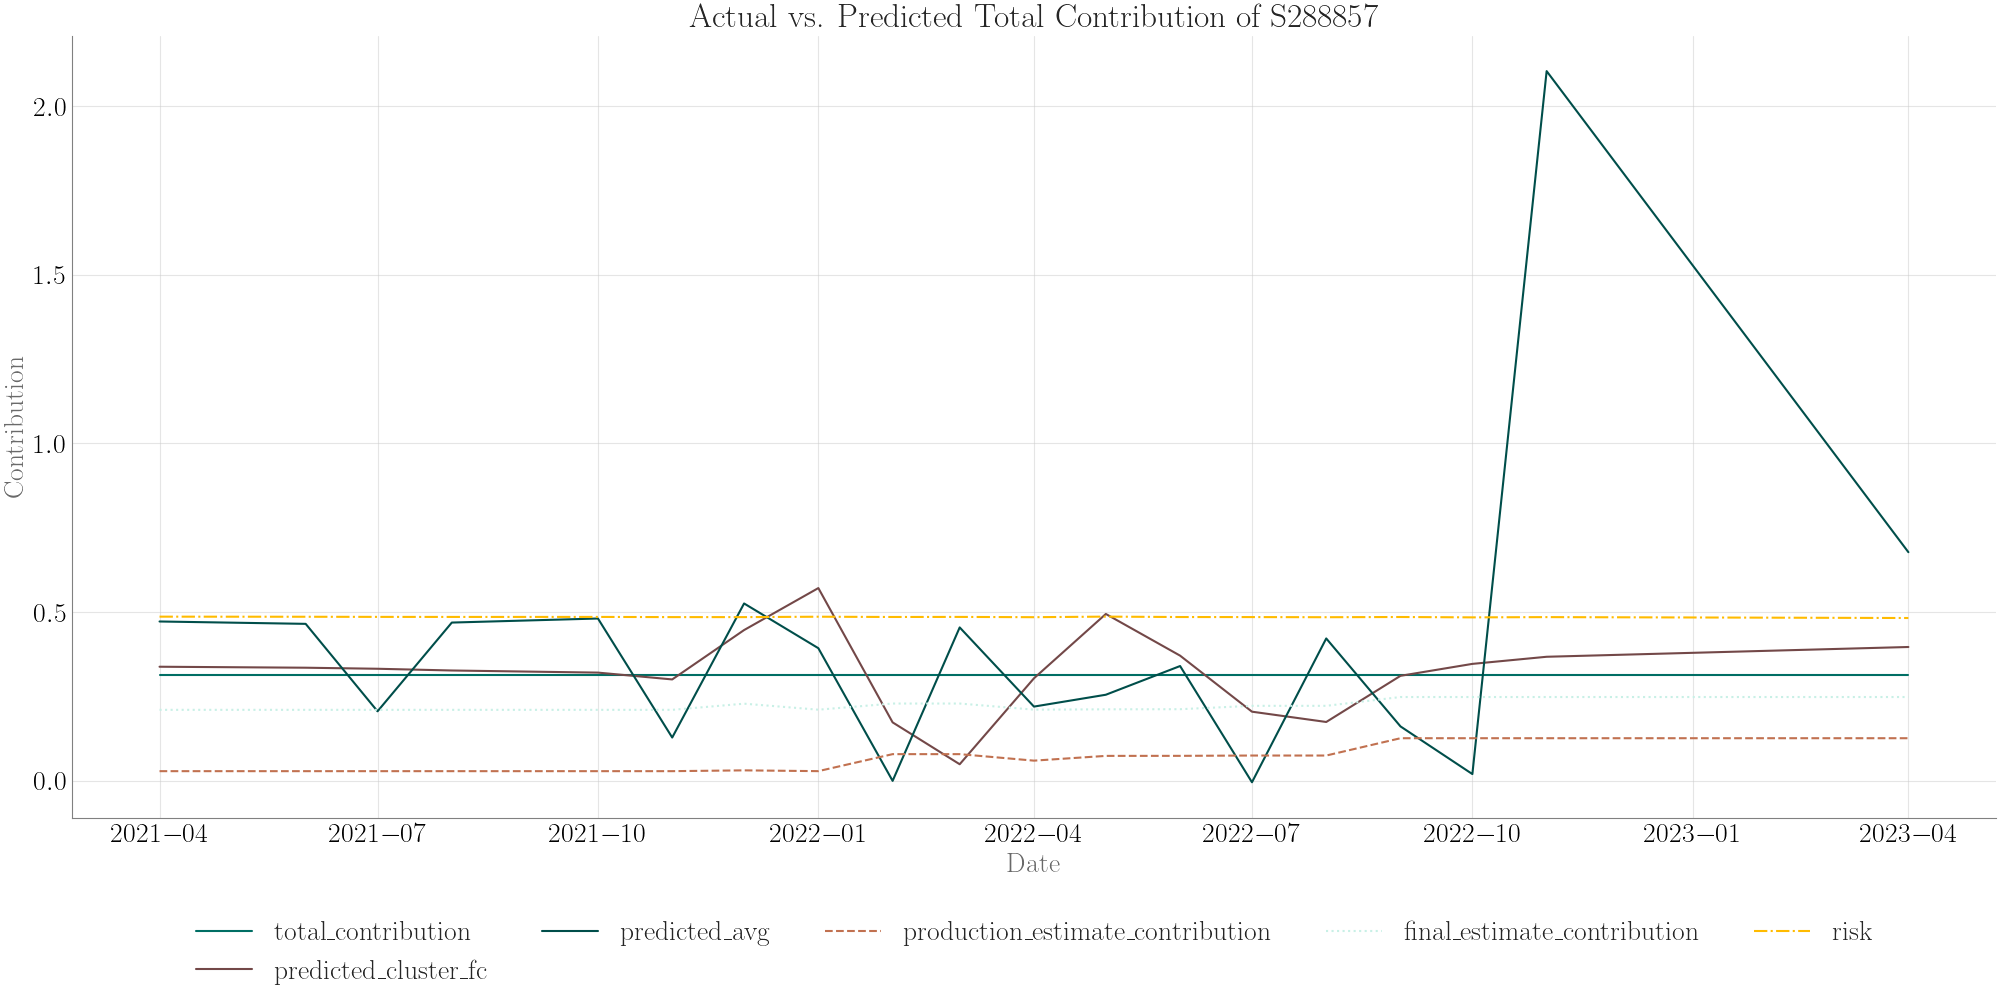 Actual vs. Predicted Total Contribution of S288857
Contribution
2.0
1.5
1.0
0.5
0.0
2021−04 2021−07 2021−10 2022−01 2022−04 2022−07 2022−10 2023−01 2023−04
Date
total_contribution predicted_avg production_estimate_contribution final_estimate_contribution risk
predicted_cluster_fc